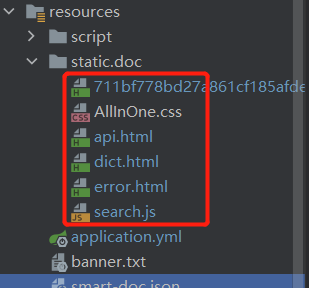 resources
script
static.doc
711bf778bd27a861cf185afde
AllInOne.css
CSS
api.html
H
dict.html
H
error.html
H
search.js
JS
application.yml
banner.txt
smart-doc.json